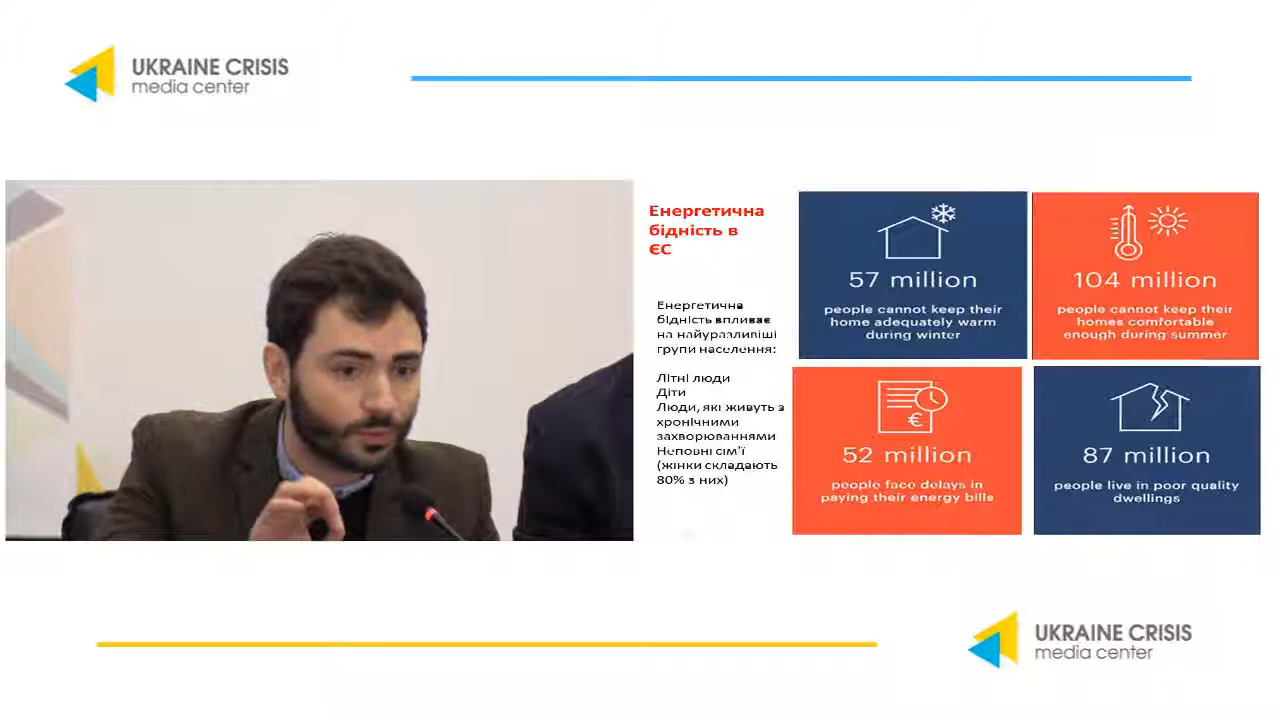 UKRAINE CRISIS
media center
Енергетична
бідність в
ЄС
Енергетична
бідність впливає
на найуразливіші
групи населення:
Літні люди
Діти
Люди, які живуть з
хронічними
захворюваннями
Неповні сім'ї
(жінки складають
80% з них)
57 million
people cannot keep their
home adequately warm
during winter
104 million
people cannot keep their
homes comfortable
enough during summer
52 million
people face delays in
paying their energy bills
87 million
people live in poor quality
dwellings
UKRAINE CRISIS
media center